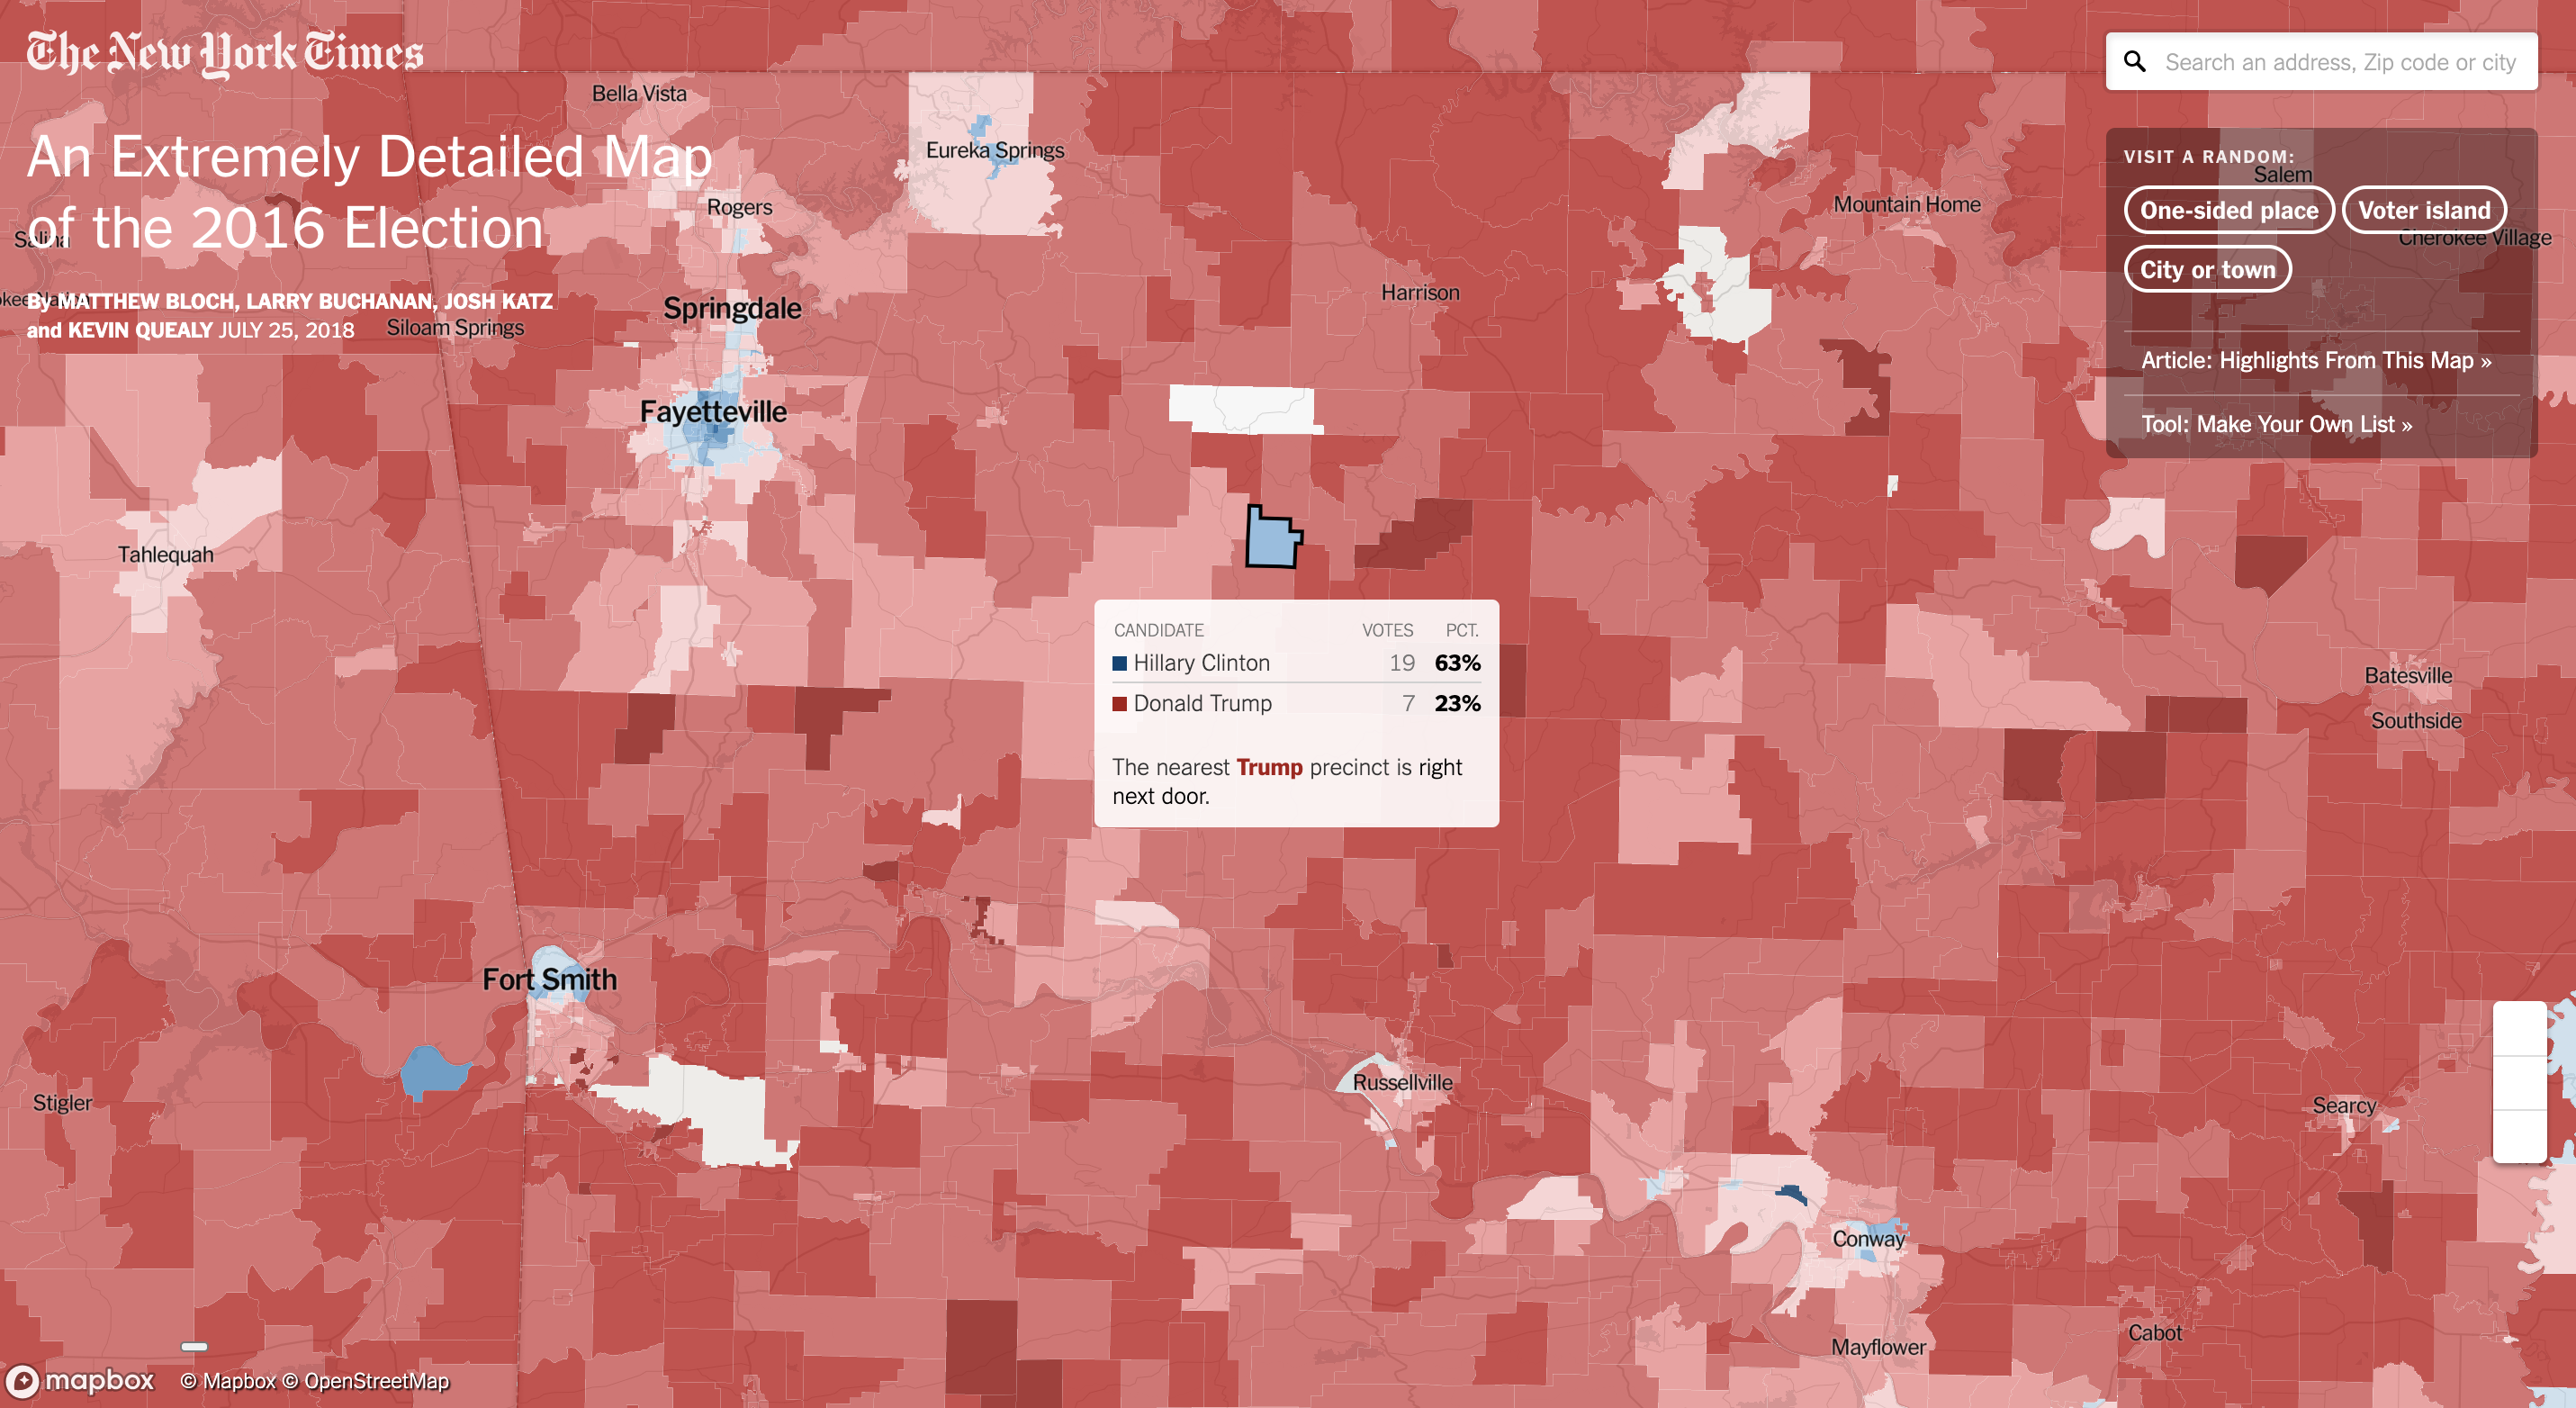 The New York Times
An Extremely Detailed Map
of the 2016 Election
By MATTHEW BLOCH, LARRY BUCHANAN, JOSH KATZ
and KEVIN QUEALY JULY 25, 2018
Search an address, Zip code or city
VISIT A RANDOM:
One-sided place
Voter island
City or town
Article: Highlights From This Map »
Tool: Make Your Own List »
Bella Vista
Eureka Springs
Salem
Mountain Home
Rogers
Salina
Cherokee Village
Harrison
Springdale
Siloam Springs
Fayetteville
Tahlequah
CANDIDATE VOTES PCT.
Hillary Clinton 19 63%
Donald Trump 7 23%
The nearest Trump precinct is right
next door.
Batesville
Southside
Fort Smith
Russellville
Stigler
Searcy
Conway
Cabot
Mayflower
mapbox © Mapbox © OpenStreetMap